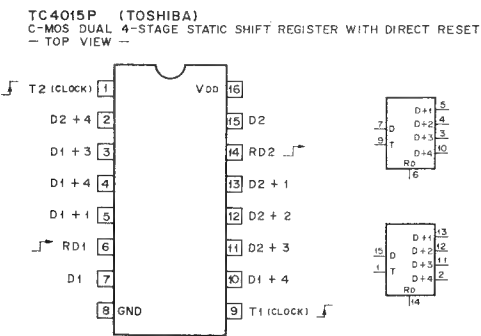 TC4015P (TOSHIBA)
C-MOS DUAL 4-STAGE STATIC SHIFT REGISTER WITH DIRECT RESET
— TOP VIEW —
T2 (CLOCK) 1
D2 + 4 2
D1 + 3 3
D1 + 4 4
D1 + 1 5
RD1 6
D1 7
8 GND
VDD 16
15 D2
14 RD2
13 D2 + 1
12 D2 + 2
11 D2 + 3
10 D1 + 4
9 T1 (CLOCK)
7 D
9 T
D+1 5
D+2 4
D+3 3
D+4 10
RD
6
15 D
1 T
D+1 13
D+2 12
D+3 11
D+4 2
RD
14